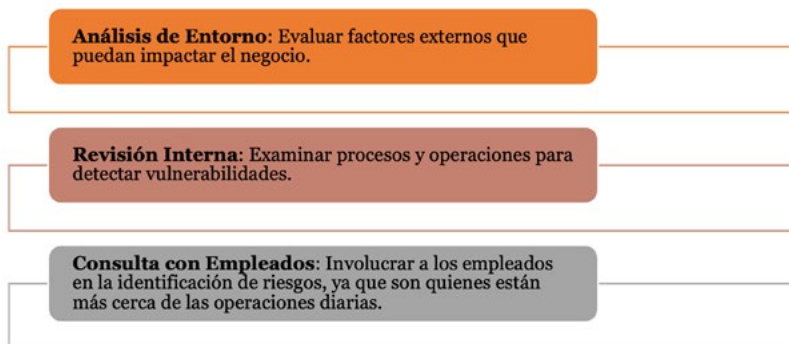 Análisis de Entorno: Evaluar factores externos que
puedan impactar el negocio.
Revisión Interna: Examinar procesos y operaciones para
detectar vulnerabilidades.
Consulta con Empleados: Involucrar a los empleados
en la identificación de riesgos, ya que son quienes están
más cerca de las operaciones diarias.